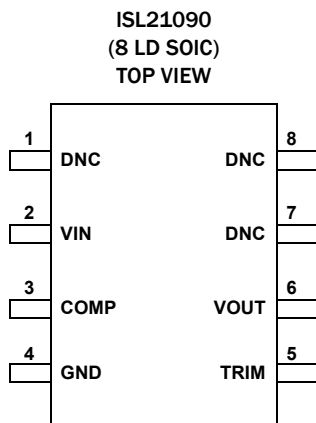 ISL21090
(8 LD SOIC)
TOP VIEW
1 DNC DNC 8
2 VIN DNC 7
3 COMP VOUT 6
4 GND TRIM 5